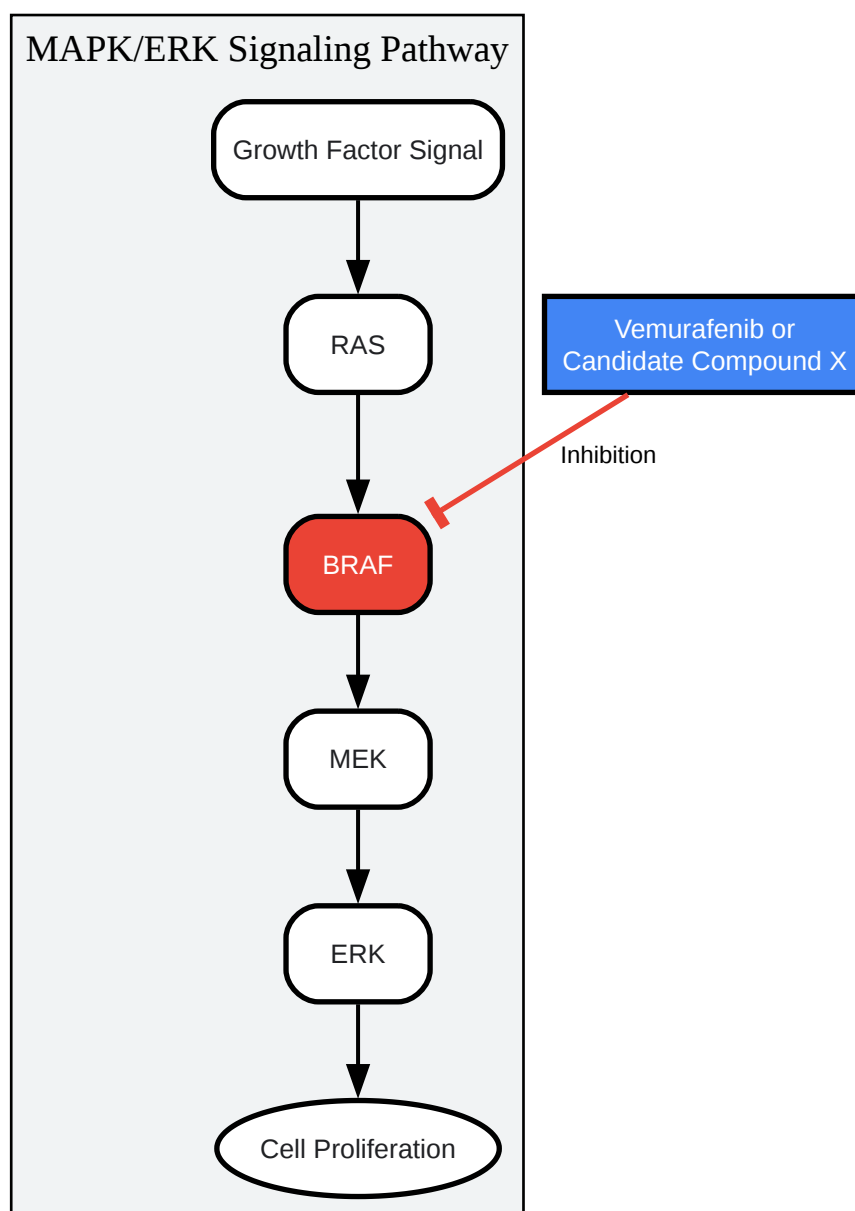 MAPK/ERK Signaling Pathway
Growth Factor Signal
RAS
Vemurafenib or
Candidate Compound X
Inhibition
BRAF
MEK
ERK
Cell Proliferation